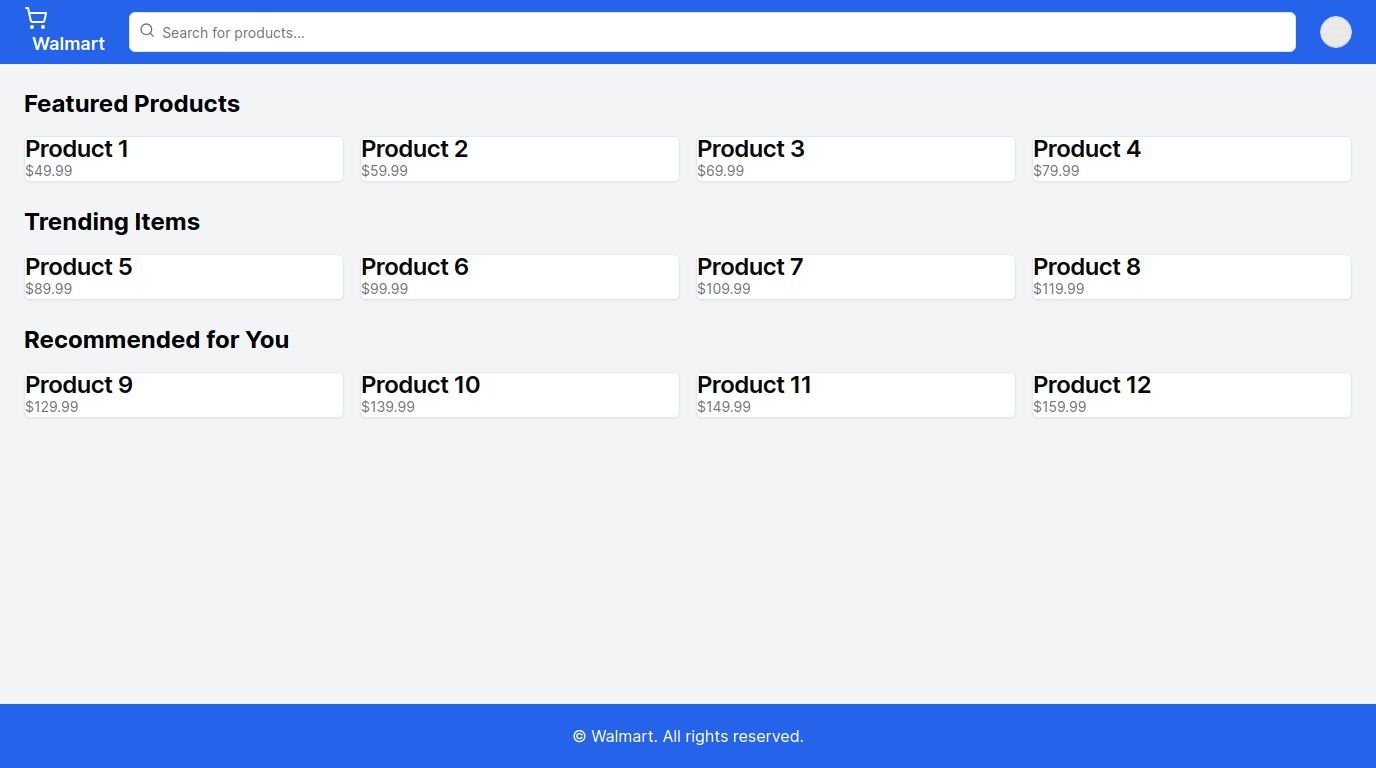 Walmart
Search for products...
Featured Products
Product 1
$49.99
Product 2
$59.99
Product 3
$69.99
Product 4
$79.99
Trending Items
Product 5
$89.99
Product 6
$99.99
Product 7
$109.99
Product 8
$119.99
Recommended for You
Product 9
$129.99
Product 10
$139.99
Product 11
$149.99
Product 12
$159.99
© Walmart. All rights reserved.